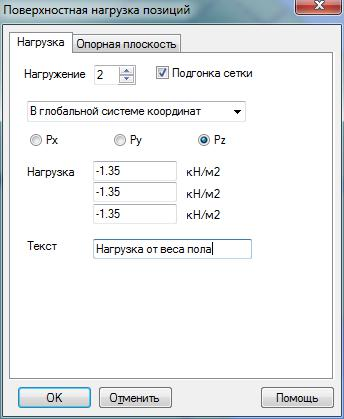 Поверхностная нагрузка позиций
Нагрузка Опорная плоскость
Нагружение 2 Подгонка сетки
В глобальной системе координат
Px Py Pz
Нагрузка -1.35 кН/м2
-1.35 кН/м2
-1.35 кН/м2
Текст Нагрузка от веса пола
OK Отменить Помощь